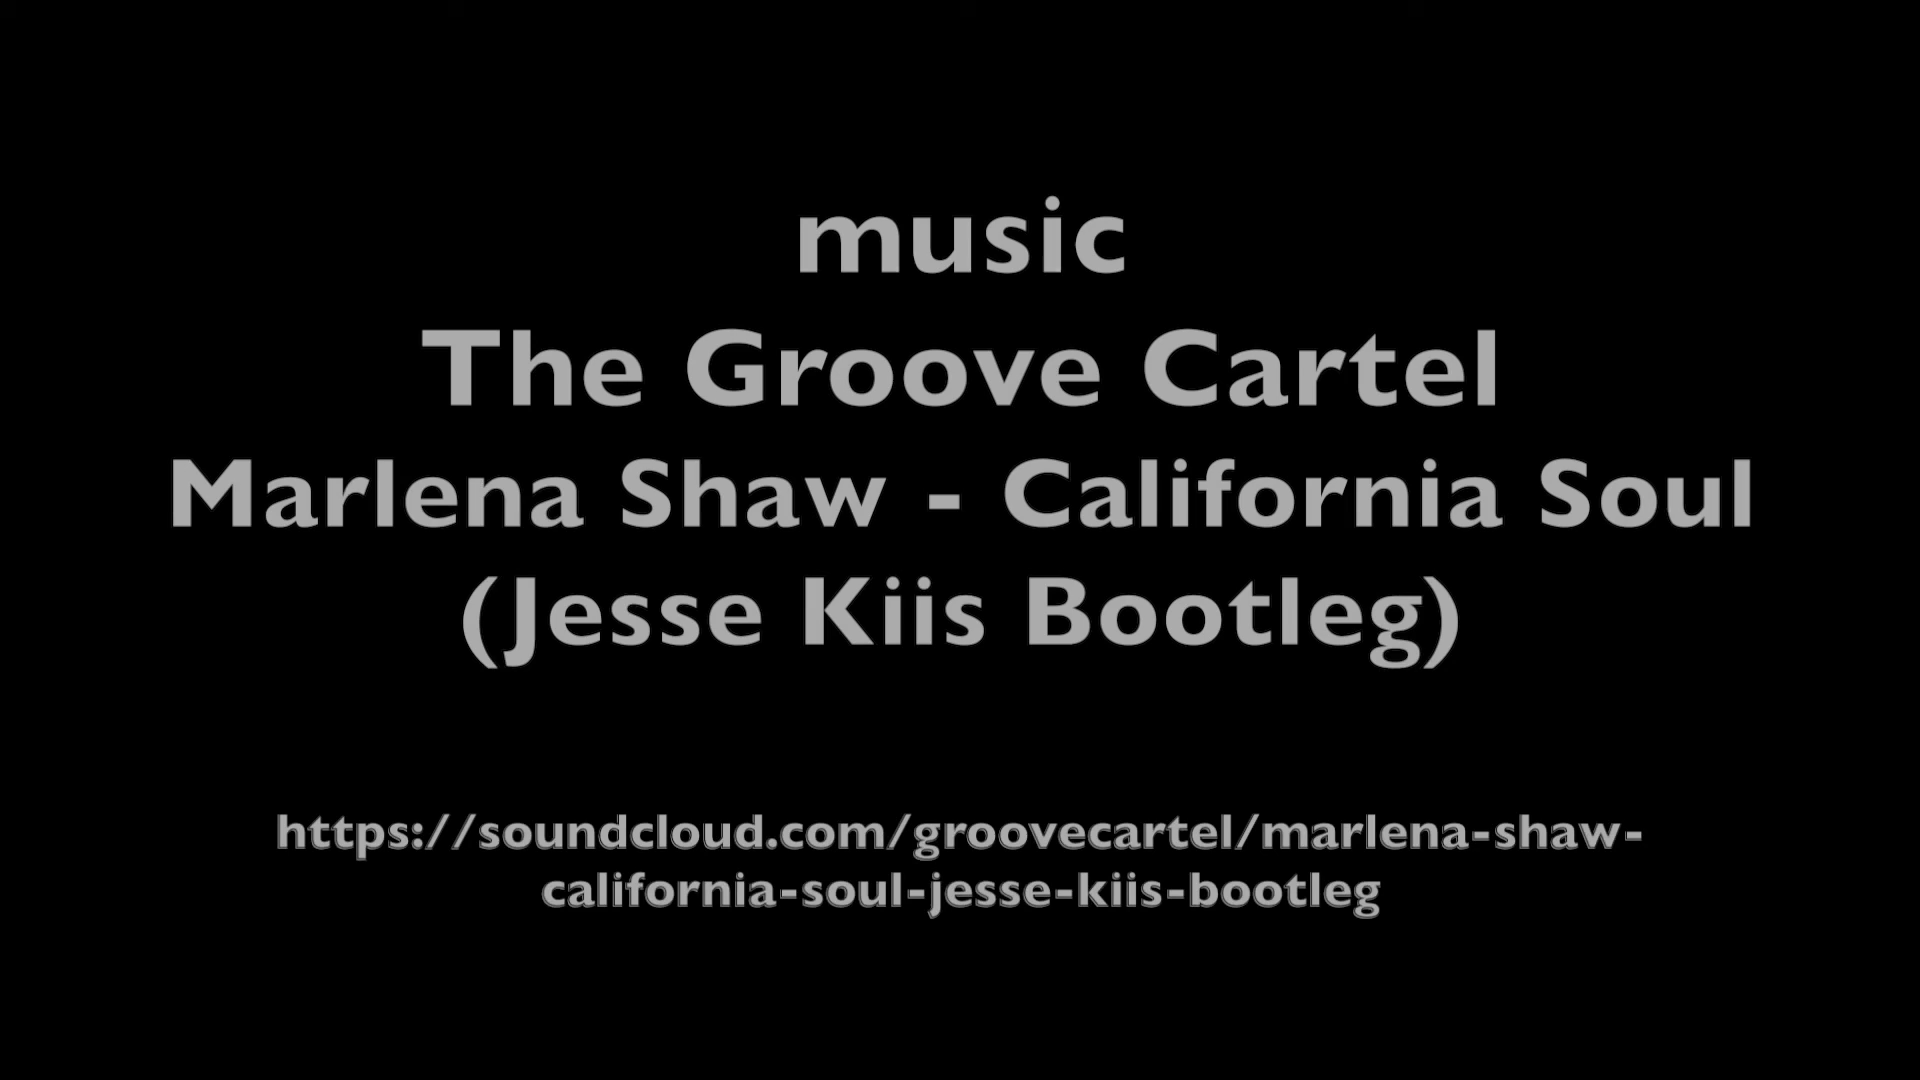 music
The Groove Cartel
Marlena Shaw - California Soul
(Jesse Kiis Bootleg)
https://soundcloud.com/groovecartel/marlena-shaw-
california-soul-jesse-kiis-bootleg